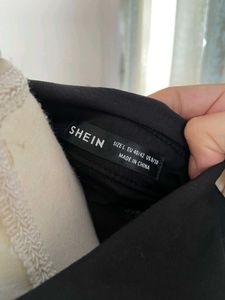 SHEIN
SIZE L EU 40/42 US 8/10
MADE IN CHINA